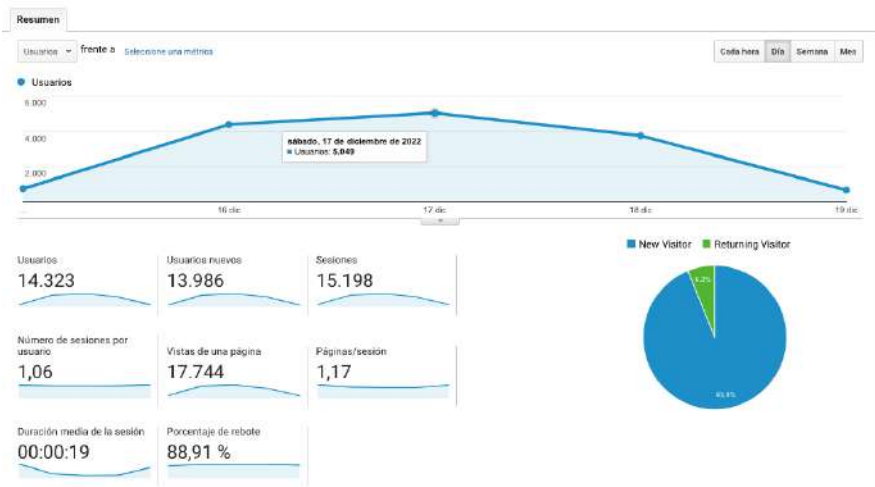 Resumen
Usuarios frente a Seleccione una métrica
Cada hora Día Semana Mes
Usuarios
6.000
4.000
2.000
sábado, 17 de diciembre de 2022
Usuarios: 5,049
...
16 dic
17 dic
18 dic
19 dic
New Visitor Returning Visitor
Usuarios
14.323
Usuarios nuevos
13.986
Sesiones
15.198
6.2%
93.8%
Número de sesiones por
usuario
1,06
Vistas de una página
17.744
Páginas/sesión
1,17
Duración media de la sesión
00:00:19
Porcentaje de rebote
88,91 %